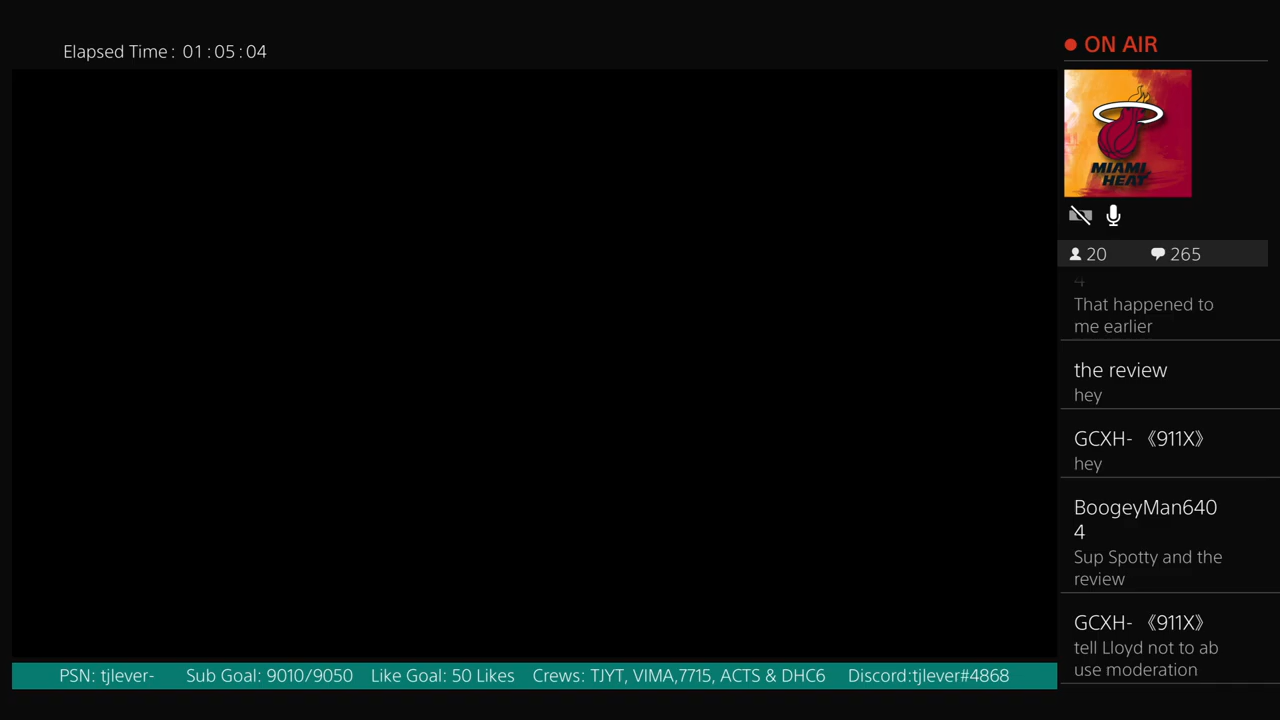 Elapsed Time: 01:05:04
ON AIR
MIAMI
HEAT
20 265
4
That happened to
me earlier
the review
hey
GCXH- 《911X》
hey
BoogeyMan640
4
Sup Spotty and the
review
GCXH- 《911X》
tell Lloyd not to ab
use moderation
PSN: tjlever- Sub Goal: 9010/9050 Like Goal: 50 Likes Crews: TJYT, VIMA,7715, ACTS & DHC6 Discord:tjlever#4868